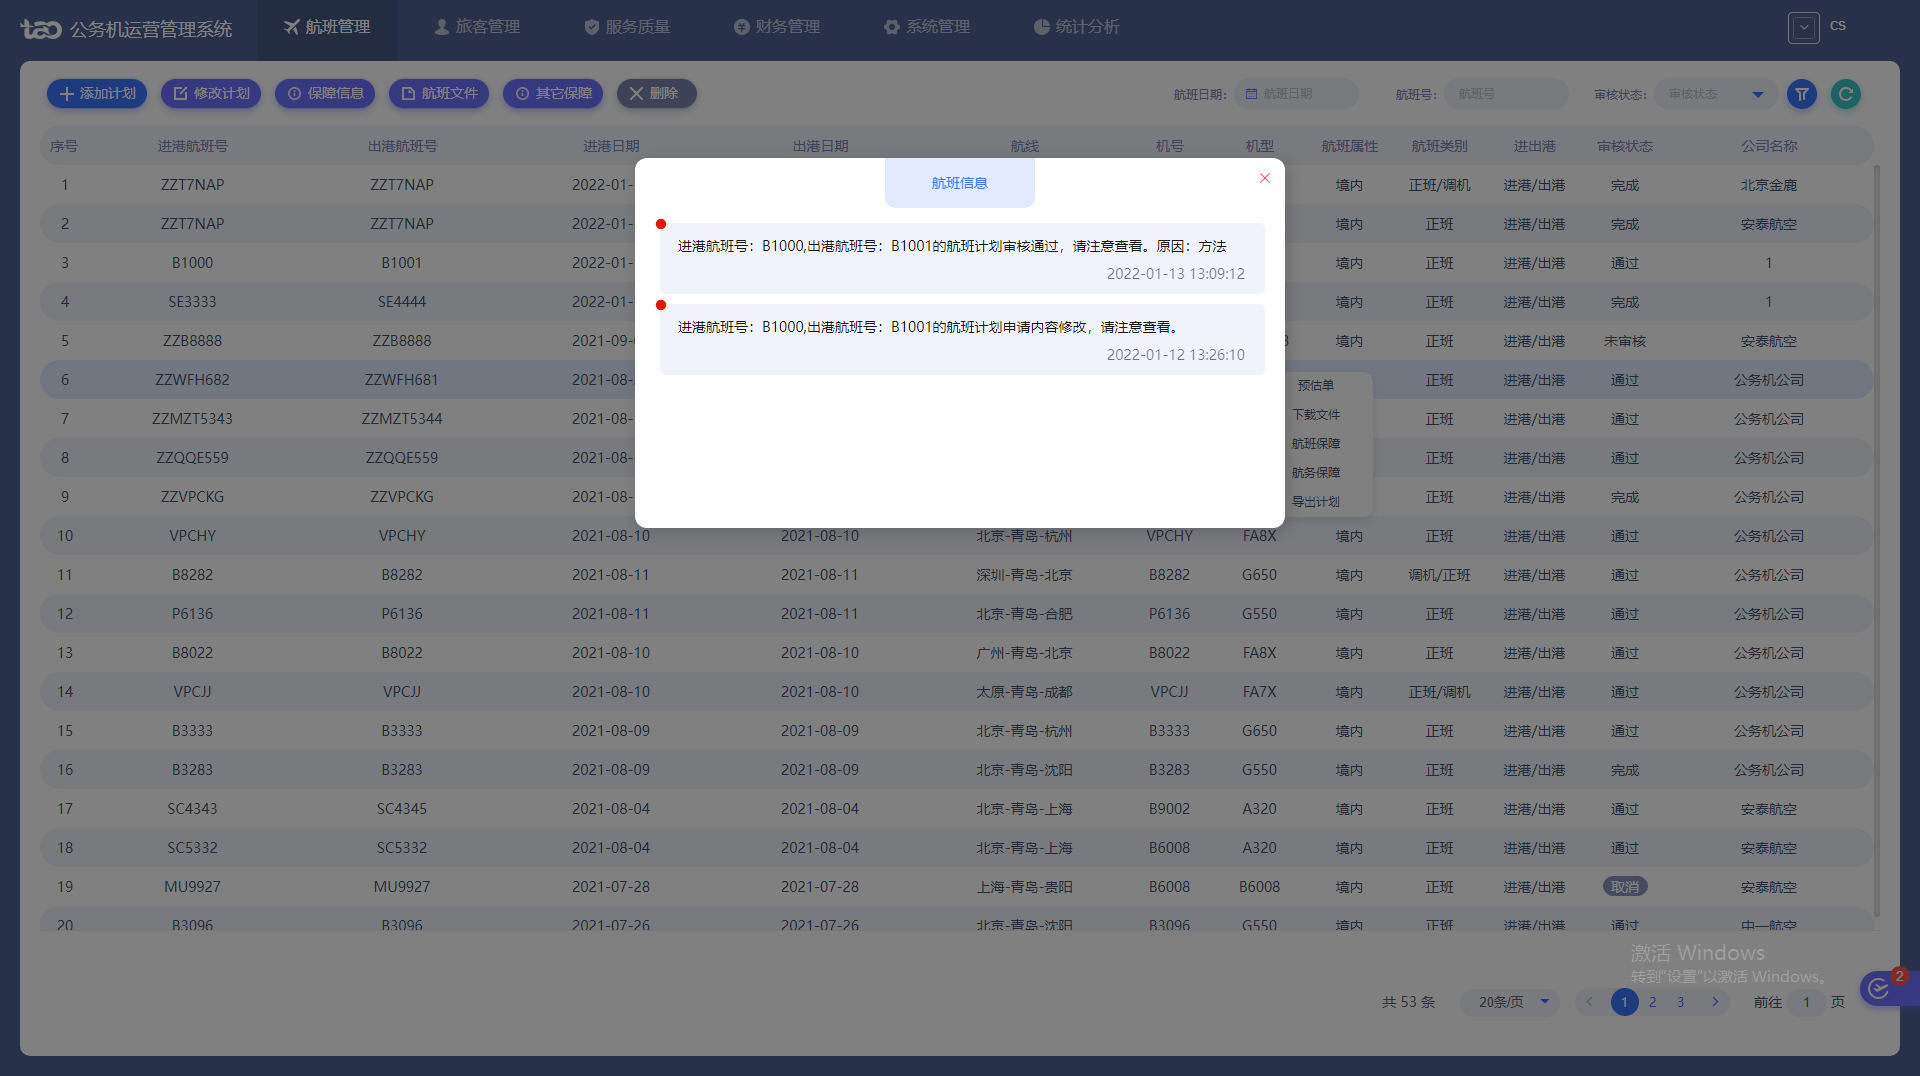 公务机运营管理系统 航班管理 旅客管理 服务质量 财务管理 系统管理 统计分析 CS
添加计划 修改计划 保障信息 航班文件 其它保障 删除 航班日期: 航班日期 航班号: 航班号 审核状态: 审核状态
序号 进港航班号 出港航班号 进港日期 出港日期 航线 机号 机型 航班属性 航班类别 进出港 审核状态 公司名称
航班信息
进港航班号：B1000,出港航班号：B1001的航班计划审核通过，请注意查看。原因：方法
2022-01-13 13:09:12
进港航班号：B1000,出港航班号：B1001的航班计划申请内容修改，请注意查看。
2022-01-12 13:26:10
1 ZZT7NAP ZZT7NAP 2022-01- 境内 正班/调机 进港/出港 完成 北京金鹿
2 ZZT7NAP ZZT7NAP 2022-01- 境内 正班 进港/出港 完成 安泰航空
3 B1000 B1001 2022-01- 境内 正班 进港/出港 通过 1
4 SE3333 SE4444 2022-01- 境内 正班 进港/出港 完成 1
5 ZZB8888 ZZB8888 2021-09- 境内 正班 进港/出港 未审核 安泰航空
6 ZZWFH682 ZZWFH681 2021-08- 正班 进港/出港 通过 公务机公司
7 ZZMZT5343 ZZMZT5344 2021-08- 正班 进港/出港 通过 公务机公司
8 ZZQQE559 ZZQQE559 2021-08- 正班 进港/出港 通过 公务机公司
9 ZZVPCKG ZZVPCKG 2021-08- 正班 进港/出港 完成 公务机公司
预估单
下载文件
航班保障
航务保障
导出计划
10 VPCHY VPCHY 2021-08-10 2021-08-10 北京-青岛-杭州 VPCHY FA8X 境内 正班 进港/出港 通过 公务机公司
11 B8282 B8282 2021-08-11 2021-08-11 深圳-青岛-北京 B8282 G650 境内 调机/正班 进港/出港 通过 公务机公司
12 P6136 P6136 2021-08-11 2021-08-11 北京-青岛-合肥 P6136 G550 境内 正班 进港/出港 通过 公务机公司
13 B8022 B8022 2021-08-10 2021-08-10 广州-青岛-北京 B8022 FA8X 境内 正班 进港/出港 通过 公务机公司
14 VPCJJ VPCJJ 2021-08-10 2021-08-10 太原-青岛-成都 VPCJJ FA7X 境内 正班/调机 进港/出港 通过 公务机公司
15 B3333 B3333 2021-08-09 2021-08-09 北京-青岛-杭州 B3333 G650 境内 正班 进港/出港 通过 公务机公司
16 B3283 B3283 2021-08-09 2021-08-09 北京-青岛-沈阳 B3283 G550 境内 正班 进港/出港 完成 公务机公司
17 SC4343 SC4345 2021-08-04 2021-08-04 北京-青岛-上海 B9002 A320 境内 正班 进港/出港 通过 安泰航空
18 SC5332 SC5332 2021-08-04 2021-08-04 北京-青岛-上海 B6008 A320 境内 正班 进港/出港 通过 安泰航空
19 MU9927 MU9927 2021-07-28 2021-07-28 上海-青岛-贵阳 B6008 B6008 境内 正班 进港/出港 取消 安泰航空
20 B3096 B3096 2021-07-26 2021-07-26 北京-青岛-沈阳 B3096 G550 境内 正班 进港/出港 通过 中一航空
激活 Windows
转到"设置"以激活 Windows。
2
共 53 条 20条/页 1 2 3 前往 1 页